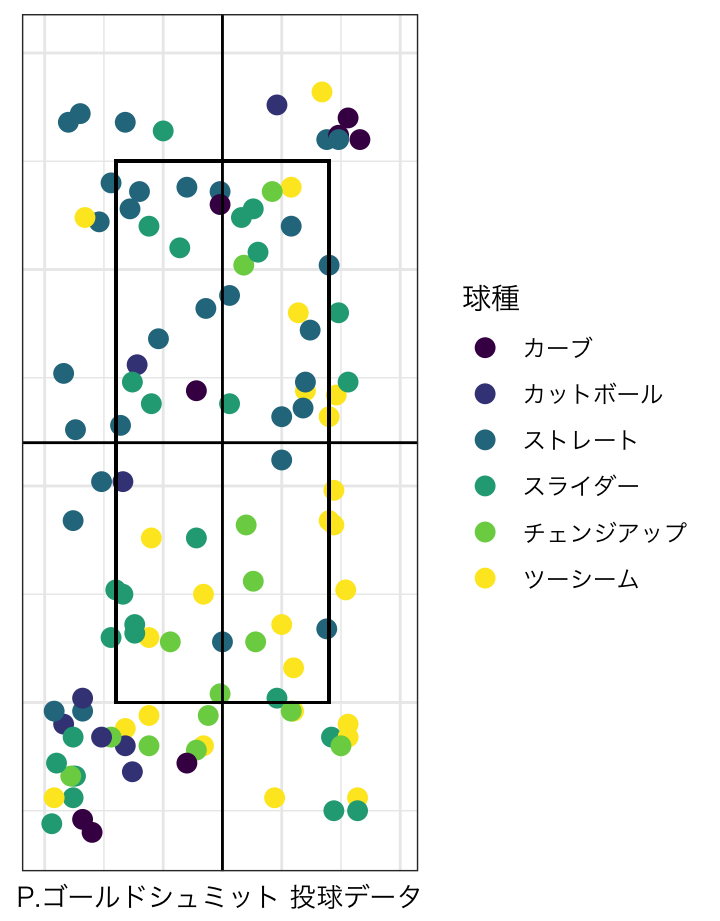 球種
カーブ
カットボール
ストレート
スライダー
チェンジアップ
ツーシーム
P.ゴールドシュミット 投球データ